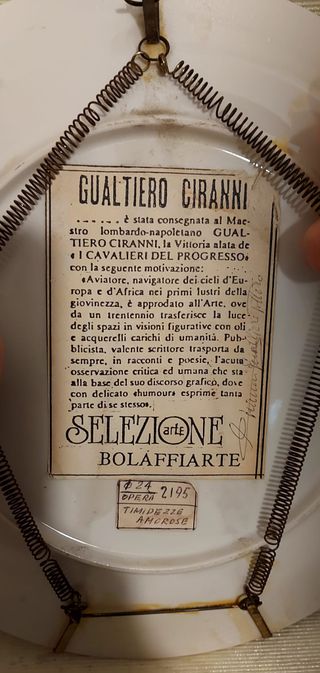 GUALTIERO CIRANNI
...... è stata consegnata al Mae-
stro lombardo-napoletano GUAL-
TIERO CIRANNI, la Vittoria alata de
« I CAVALIERI DEL PROGRESSO»
con la seguente motivazione:
«Aviatore, navigatore dei cieli d'Eu-
ropa e d'Africa nei primi lustri della
giovinezza, è approdato all'Arte, ove
da un trentennio trasferisce la luce
degli spazi in visioni figurative con oli
e acquerelli carichi di umanità. Pub-
blicista, valente scrittore trasporta da
sempre, in racconti e poesie, l'acuta
osservazione critica ed umana che sta
alla base del suo discorso grafico, dove
con delicato «humour» esprime tanta
parte di se stesso».
SELEZIONE
arte
BOLAFFIARTE
φ 24
OPERA 2195
TIMIDEZZE
AMOROSE